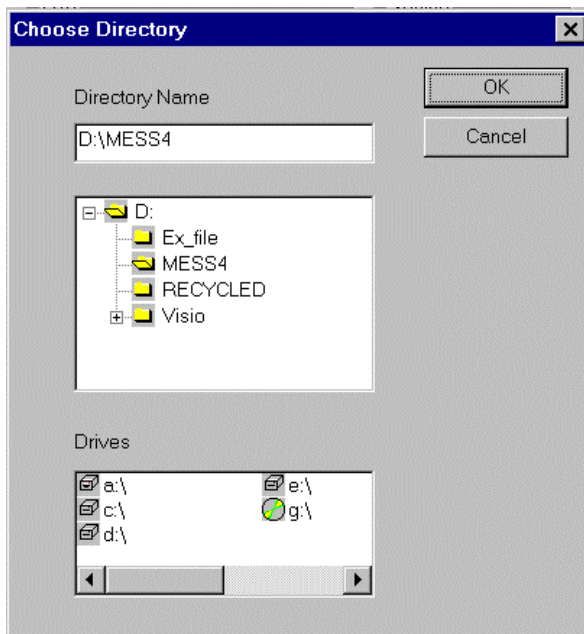 Choose Directory
Directory Name
OK
D:\MESS4
Cancel
D:
Ex_file
MESS4
RECYCLED
Visio
Drives
a:\ e:\
c:\ g:\
d:\